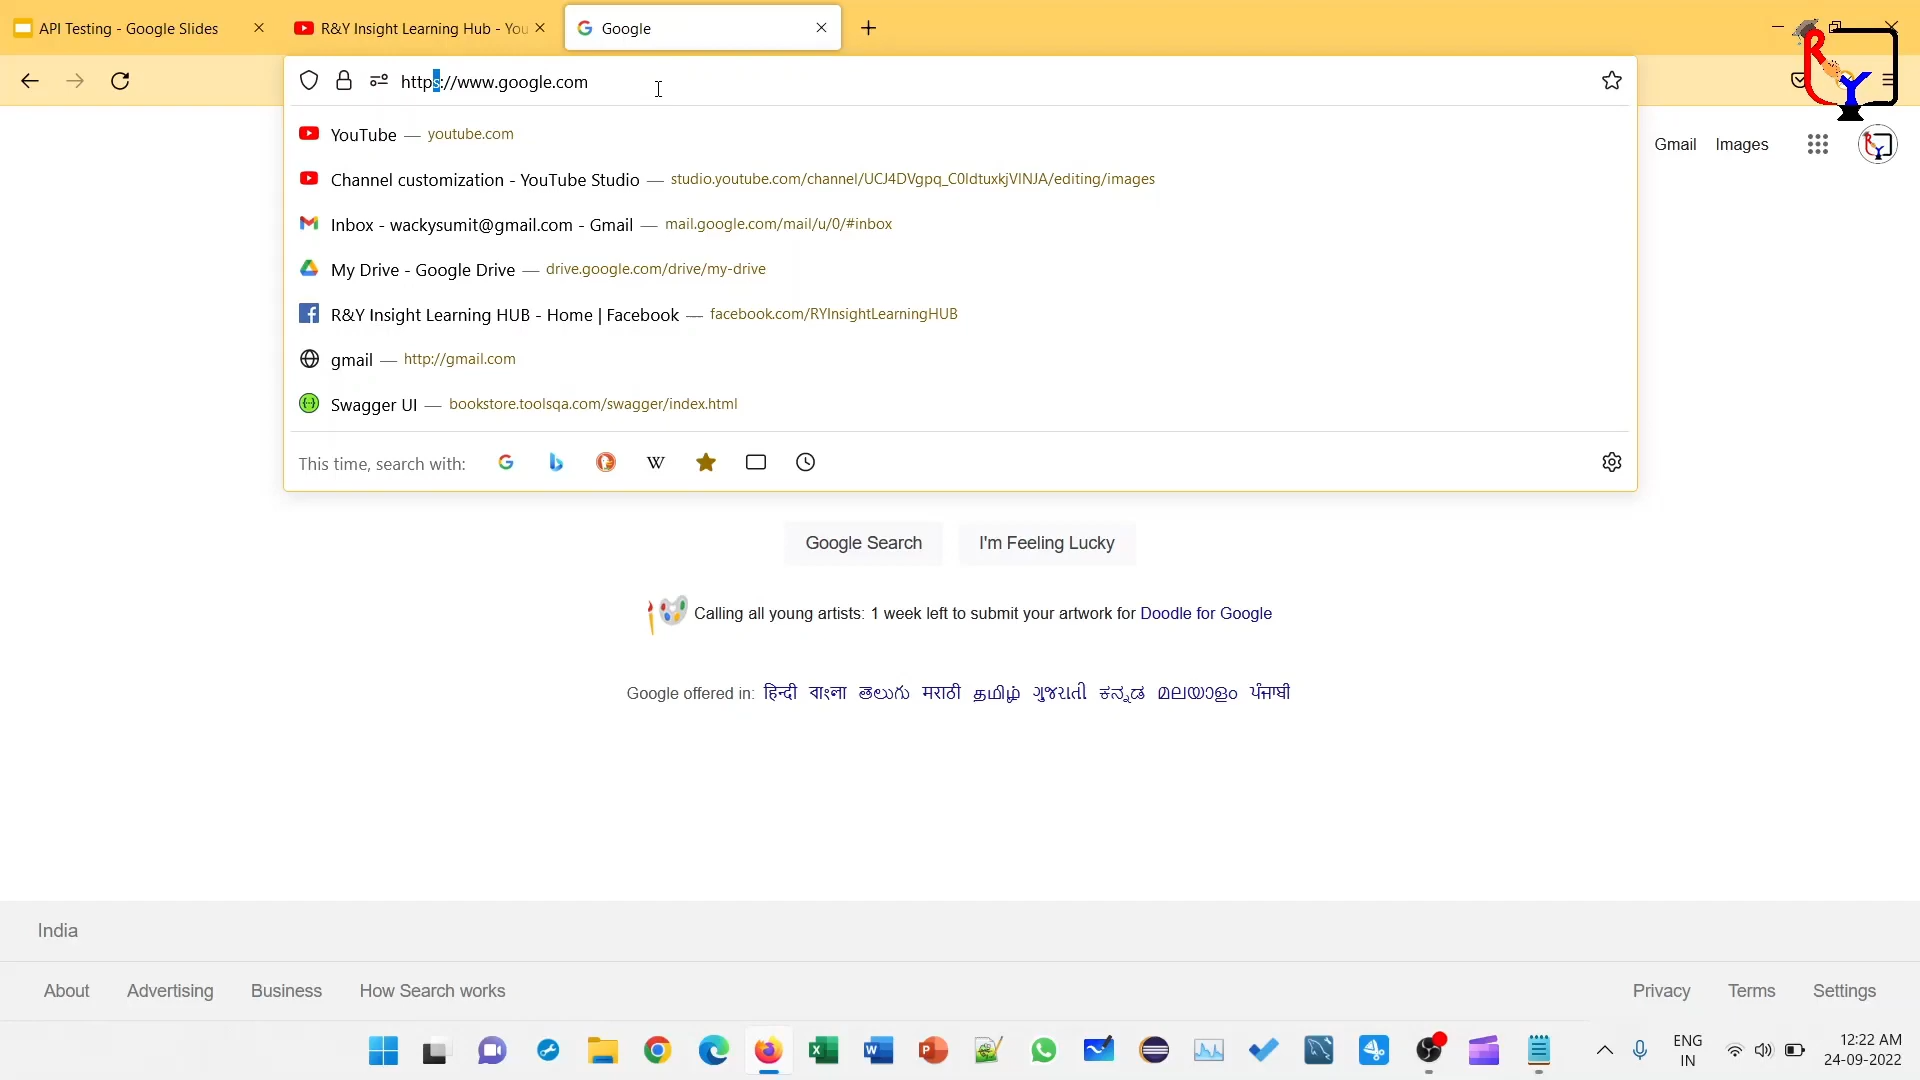 API Testing - Google Slides
R&Y Insight Learning Hub - You
Google
https://www.google.com
YouTube — youtube.com
Channel customization - YouTube Studio — studio.youtube.com/channel/UCJ4DVgpq_C0ldtuxkjVlNJA/editing/images
Inbox - wackysumit@gmail.com - Gmail — mail.google.com/mail/u/0/#inbox
My Drive - Google Drive — drive.google.com/drive/my-drive
R&Y Insight Learning HUB - Home | Facebook — facebook.com/RYInsightLearningHUB
gmail — http://gmail.com
Swagger UI — bookstore.toolsqa.com/swagger/index.html
This time, search with:
R Y
Gmail Images
Google Search I'm Feeling Lucky
Calling all young artists: 1 week left to submit your artwork for Doodle for Google
Google offered in: हिन्दी বাংলা తెలుగు मराठी தமிழ் ગુજરાતી ಕನ್ನಡ മലയാളം ਪੰਜਾਬੀ
India
About Advertising Business How Search works Privacy Terms Settings
ENG
IN
12:22 AM
24-09-2022